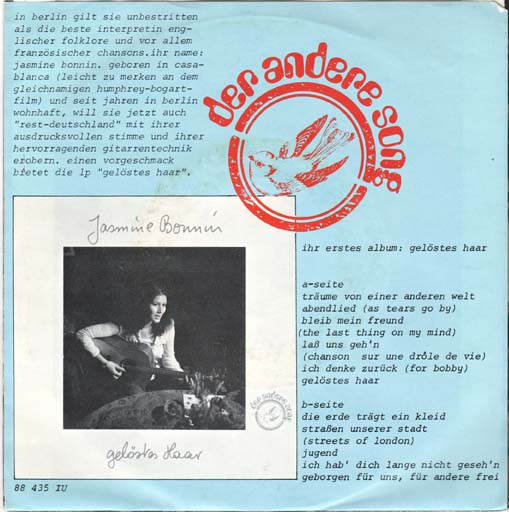 in berlin gilt sie unbestritten
als die beste interpretin eng-
lischer folklore und vor allem
französischer chansons.ihr name:
jasmine bonnin. geboren in casa-
blanca (leicht zu merken an dem
gleichnamigen humphrey-bogart-
film) und seit jahren in berlin
wohnhaft, will sie jetzt auch
"rest-deutschland" mit ihrer
ausdrucksvollen stimme und ihrer
hervorragenden gitarrentechnik
erobern. einen vorgeschmack
bietet die lp "gelöstes haar".
der andere song
Jasmine Bonnin
der andere song
gelöstes Haar
88 435 IU
ihr erstes album: gelöstes haar
a-seite
träume von einer anderen welt
abendlied (as tears go by)
bleib mein freund
(the last thing on my mind)
laß uns geh'n
(chanson sur une drôle de vie)
ich denke zurück (for bobby)
gelöstes haar
b-seite
die erde trägt ein kleid
straßen unserer stadt
(streets of london)
jugend
ich hab' dich lange nicht geseh'n
geborgen für uns, für andere frei